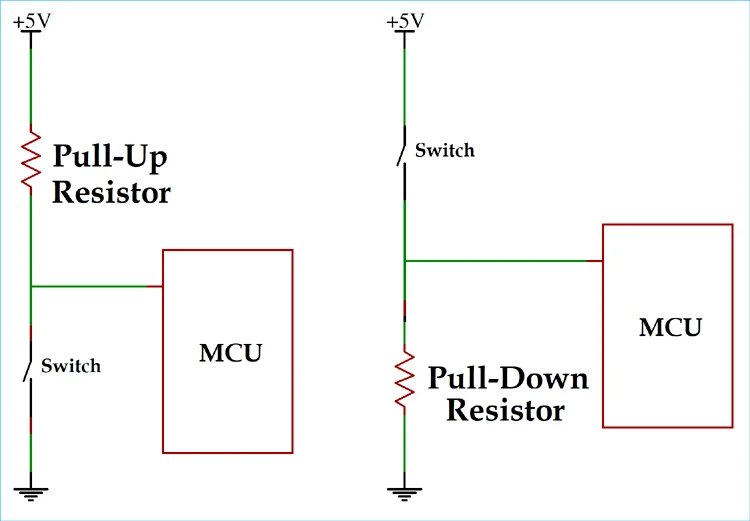 +5V
Pull-Up
Resistor
MCU
Switch
+5V
Switch
MCU
Pull-Down
Resistor